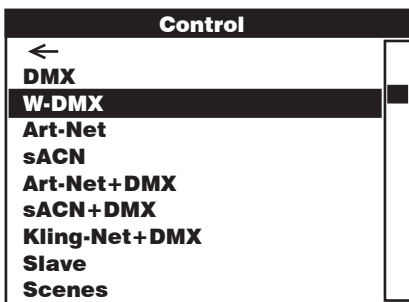 Control
←
DMX
W-DMX
Art-Net
sACN
Art-Net+DMX
sACN+DMX
Kling-Net+DMX
Slave
Scenes